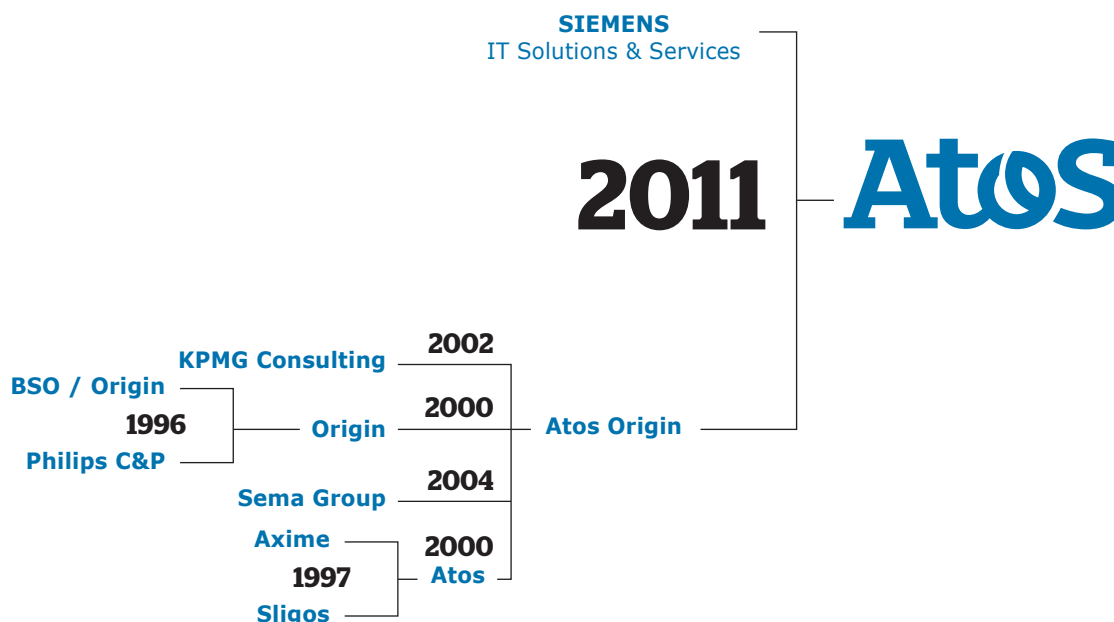 SIEMENS
IT Solutions & Services
2011
AtoS
2002
KPMG Consulting
BSO / Origin
2000
1996
Origin
Atos Origin
Philips C&P
2004
Sema Group
Axime
2000
1997
Atos
Sligos